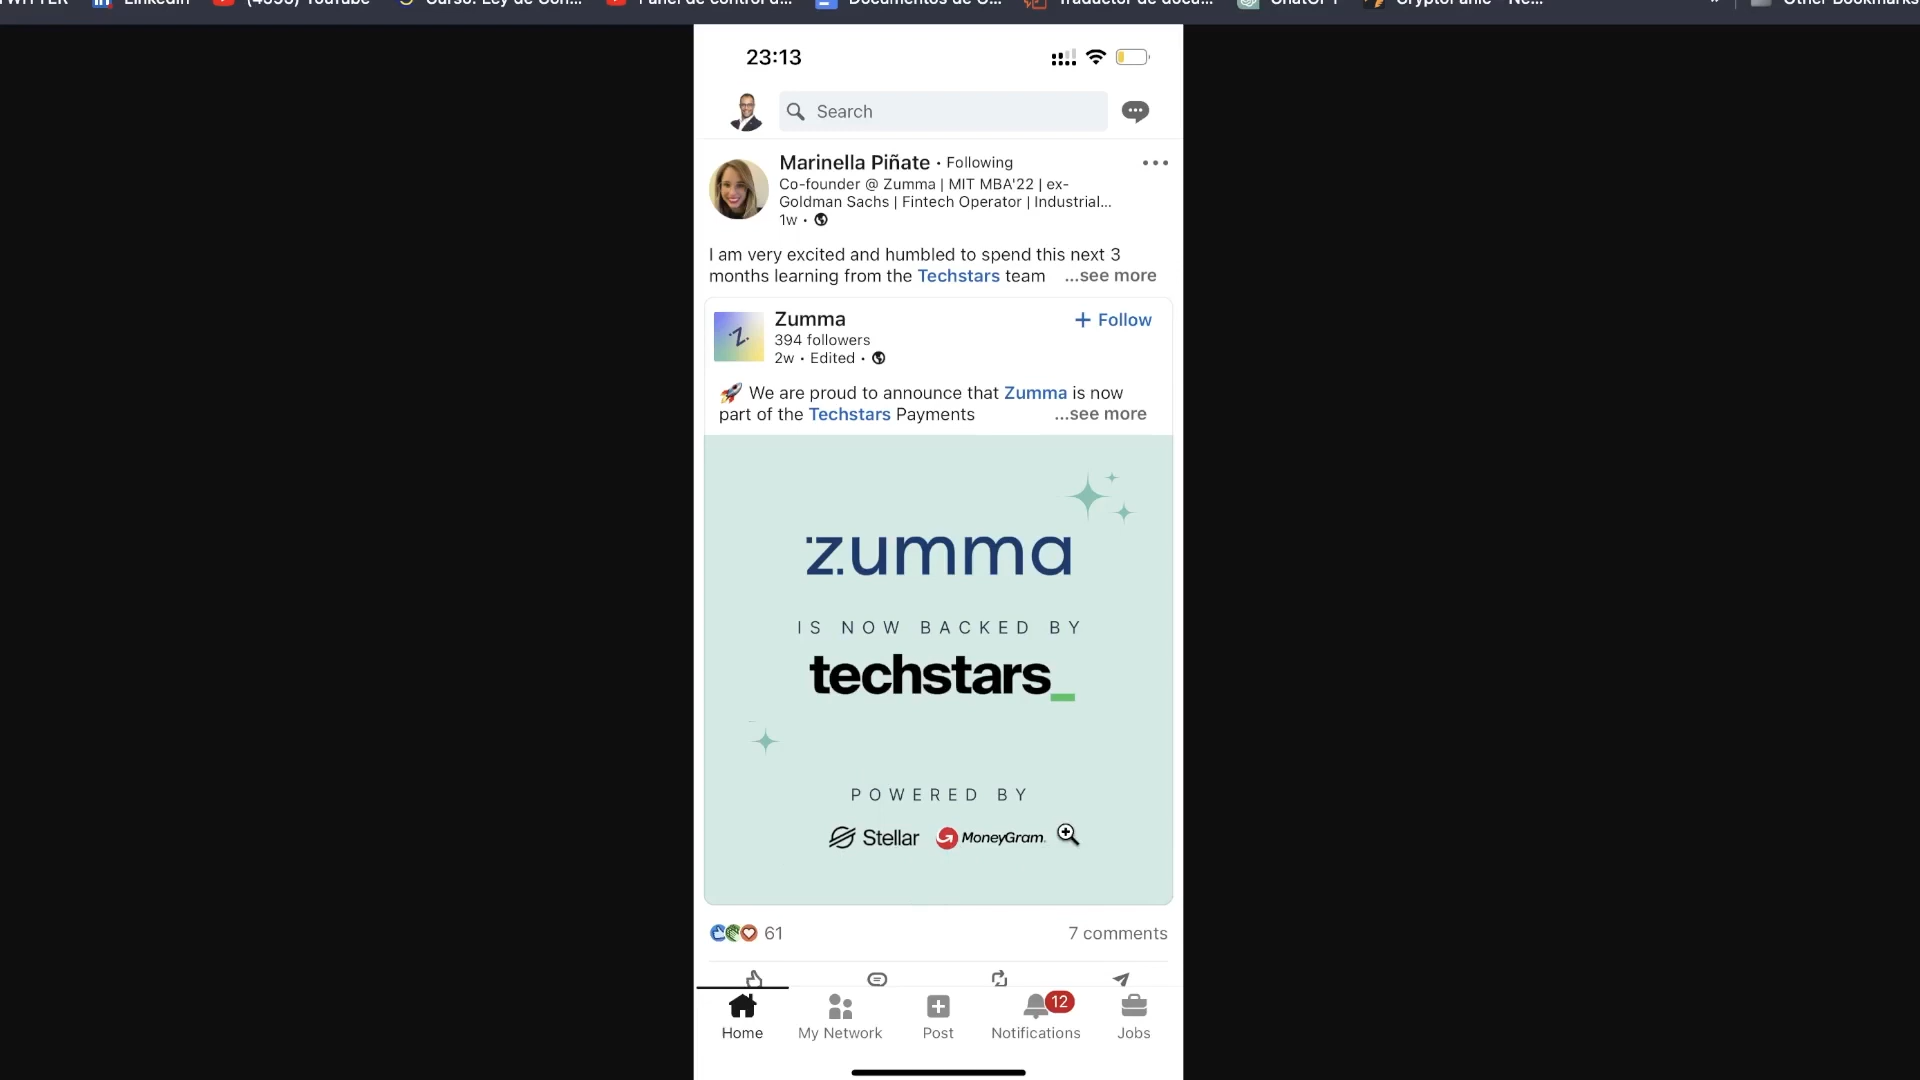 LinkedIn
YouTube
Other Bookmarks
23:13
Search
Marinella Piñate • Following
Co-founder @ Zumma | MIT MBA'22 | ex-
Goldman Sachs | Fintech Operator | Industrial...
1w •
I am very excited and humbled to spend this next 3
months learning from the Techstars team ...see more
Zumma
+ Follow
394 followers
2w • Edited •
🚀 We are proud to announce that Zumma is now
part of the Techstars Payments ...see more
zumma
IS NOW BACKED BY
techstars_
POWERED BY
Stellar MoneyGram.
61
7 comments
12
Home My Network Post Notifications Jobs